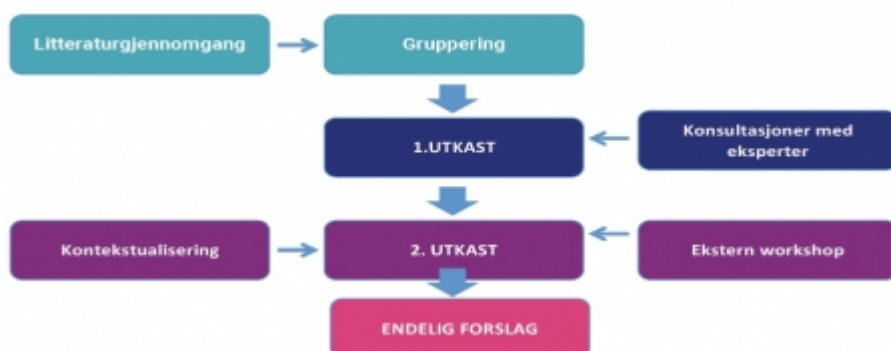 Litteraturgjennomgang
Gruppering
1.UTKAST
Konsultasjoner med
eksperter
Kontekstualisering
2. UTKAST
Ekstern workshop
ENDELIG FORSLAG